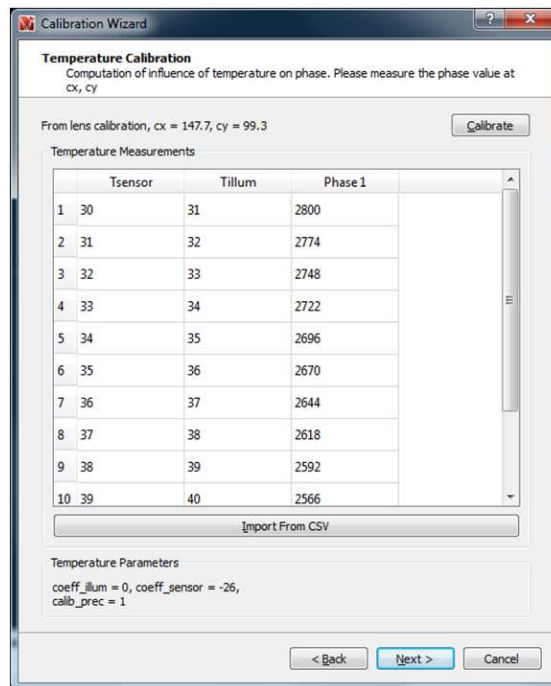 Calibration Wizard
Temperature Calibration
Computation of influence of temperature on phase. Please measure the phase value at
cx, cy
From lens calibration, cx = 147.7, cy = 99.3
Calibrate
Temperature Measurements
Tsensor Tillum Phase 1
1 30 31 2800
2 31 32 2774
3 32 33 2748
4 33 34 2722
5 34 35 2696
6 35 36 2670
7 36 37 2644
8 37 38 2618
9 38 39 2592
10 39 40 2566
Import From CSV
Temperature Parameters
coeff_illum = 0, coeff_sensor = -26,
calib_prec = 1
< Back Next > Cancel